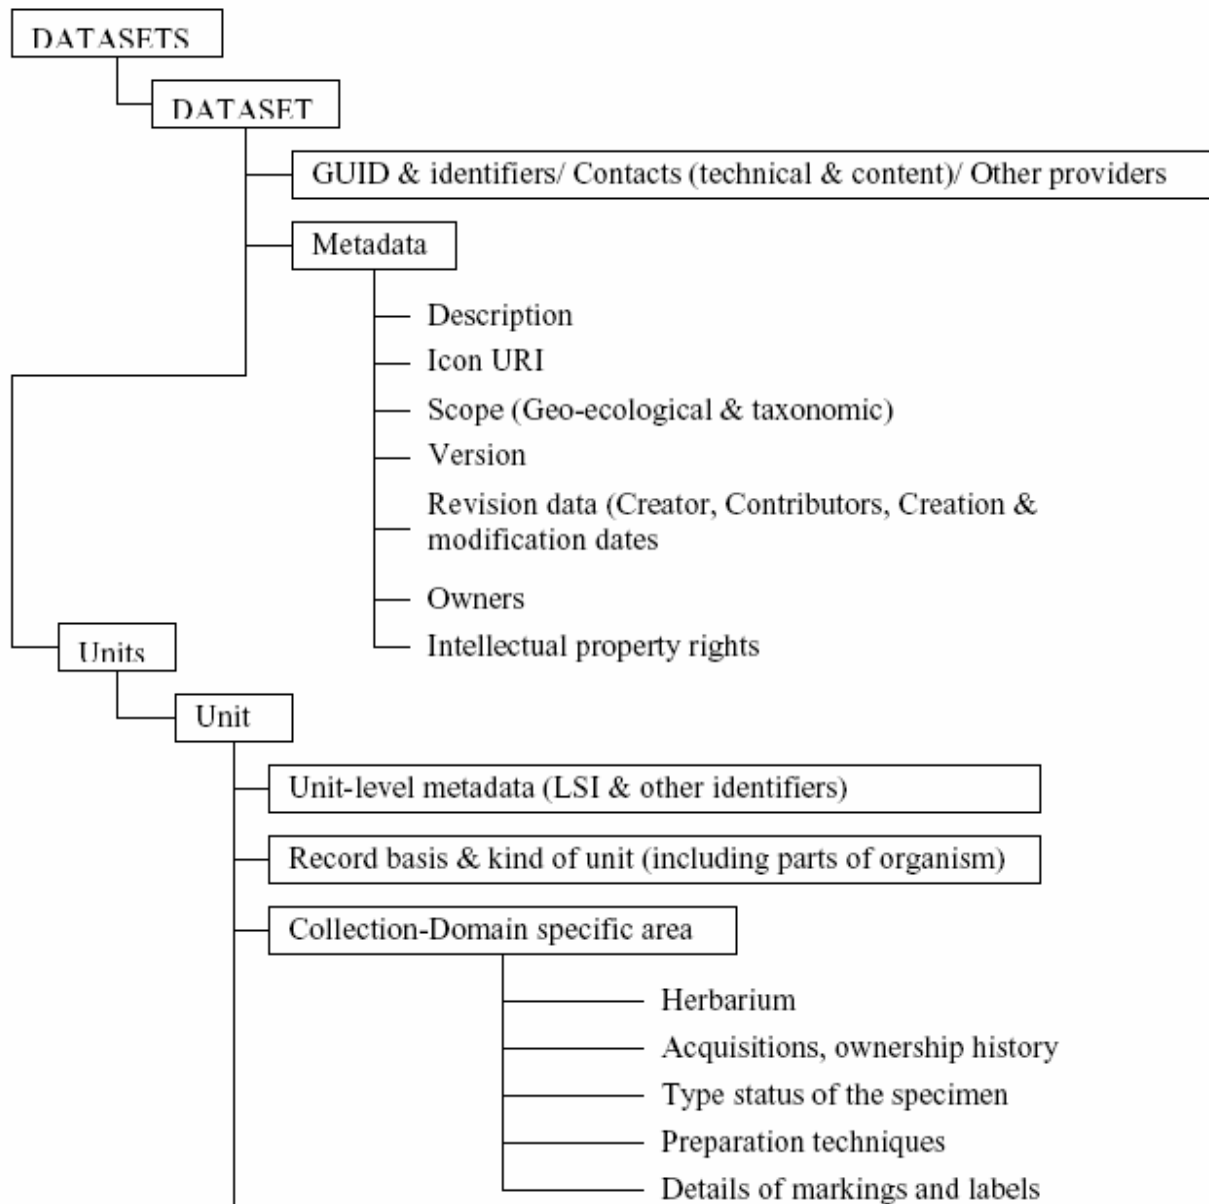 DATASETS
DATASET
GUID & identifiers/ Contacts (technical & content)/ Other providers
Metadata
Description
Icon URI
Scope (Geo-ecological & taxonomic)
Version
Revision data (Creator, Contributors, Creation &
modification dates
Owners
Intellectual property rights
Units
Unit
Unit-level metadata (LSI & other identifiers)
Record basis & kind of unit (including parts of organism)
Collection-Domain specific area
Herbarium
Acquisitions, ownership history
Type status of the specimen
Preparation techniques
Details of markings and labels